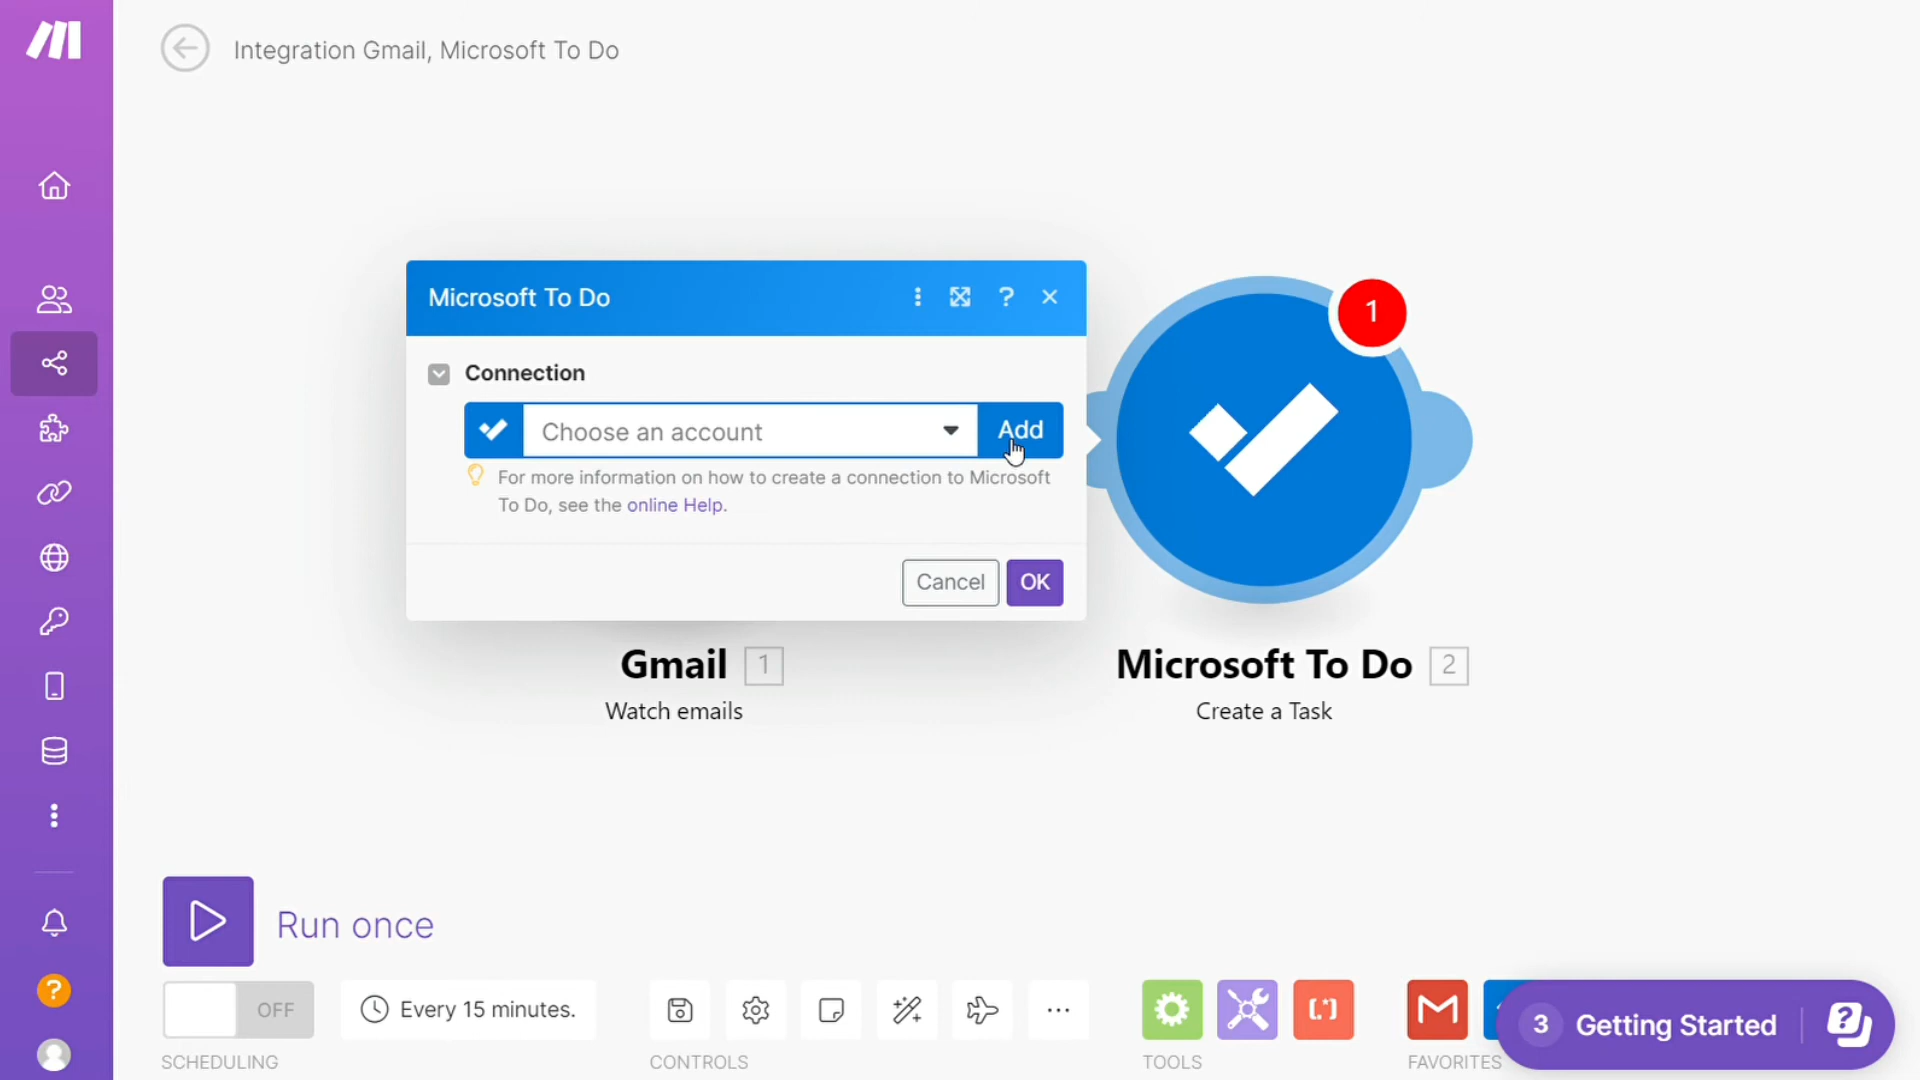 Integration Gmail, Microsoft To Do
Microsoft To Do
?
1
Connection
Choose an account
Add
For more information on how to create a connection to Microsoft
To Do, see the online Help.
Cancel
OK
Gmail 1
Watch emails
Microsoft To Do 2
Create a Task
Run once
OFF
Every 15 minutes.
SCHEDULING
CONTROLS
TOOLS
FAVORITES
3 Getting Started
?
?